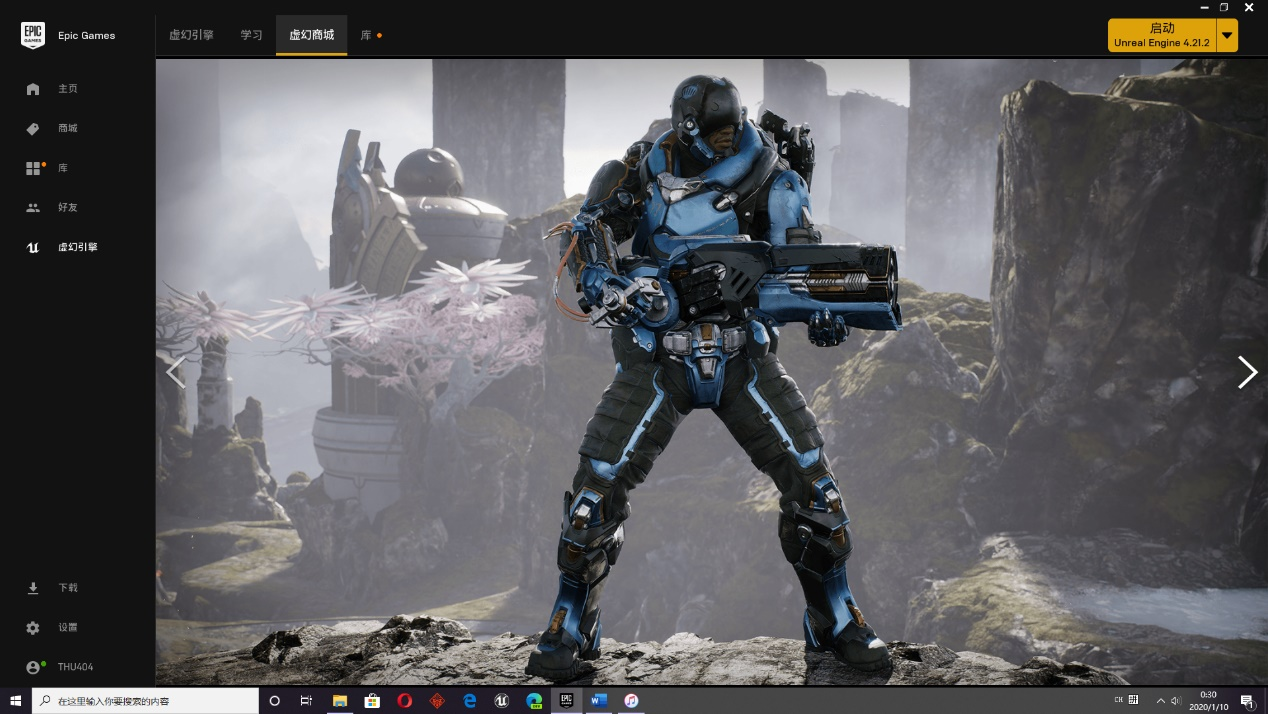 EPIC
GAMES
Epic Games
虚幻引擎
学习
虚幻商城
库
启动
Unreal Engine 4.21.2
主页
商城
库
好友
虚幻引擎
下载
设置
THU404
在这里输入你要搜索的内容
CH
拼
0:30
2020/1/10